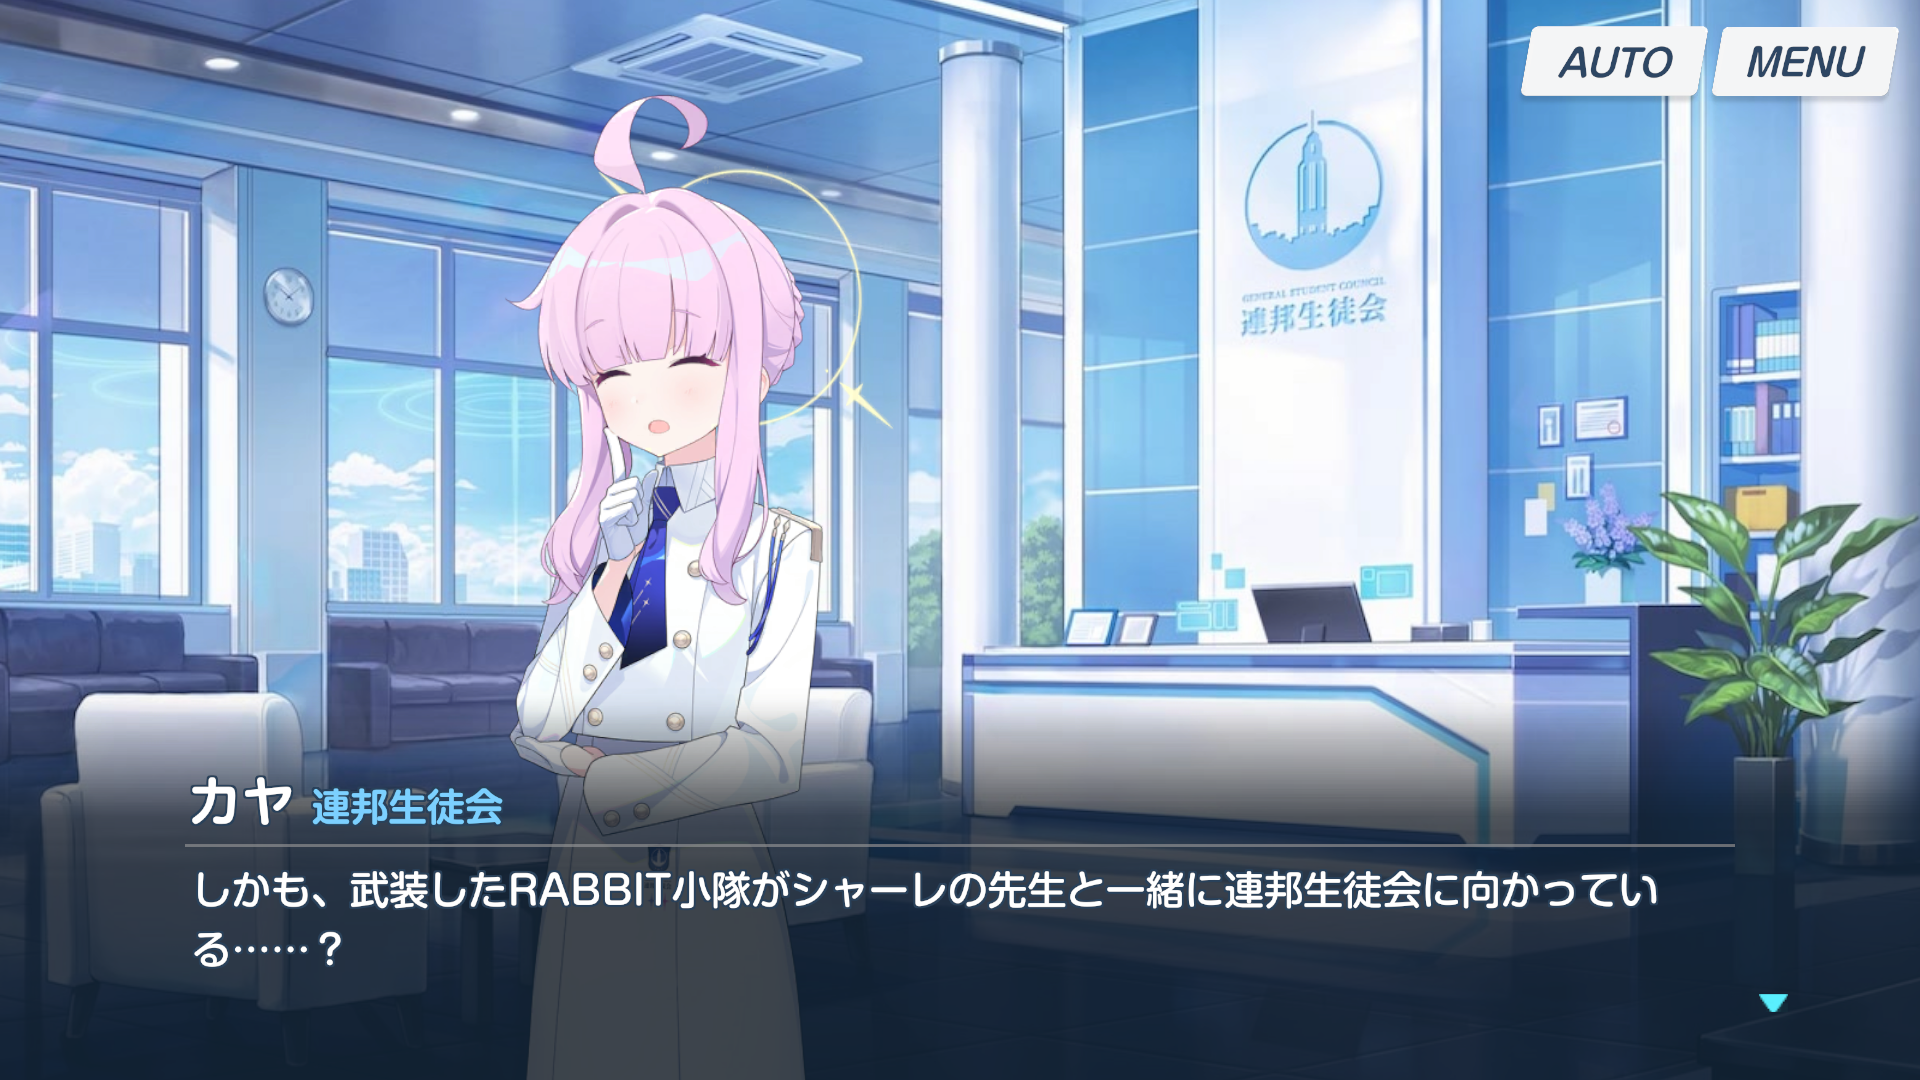 AUTO
MENU
GENERAL STUDENT COUNCIL
連邦生徒会
カヤ 連邦生徒会
しかも、武装したRABBIT小隊がシャーレの先生と一緒に連邦生徒会に向かってい
る……？